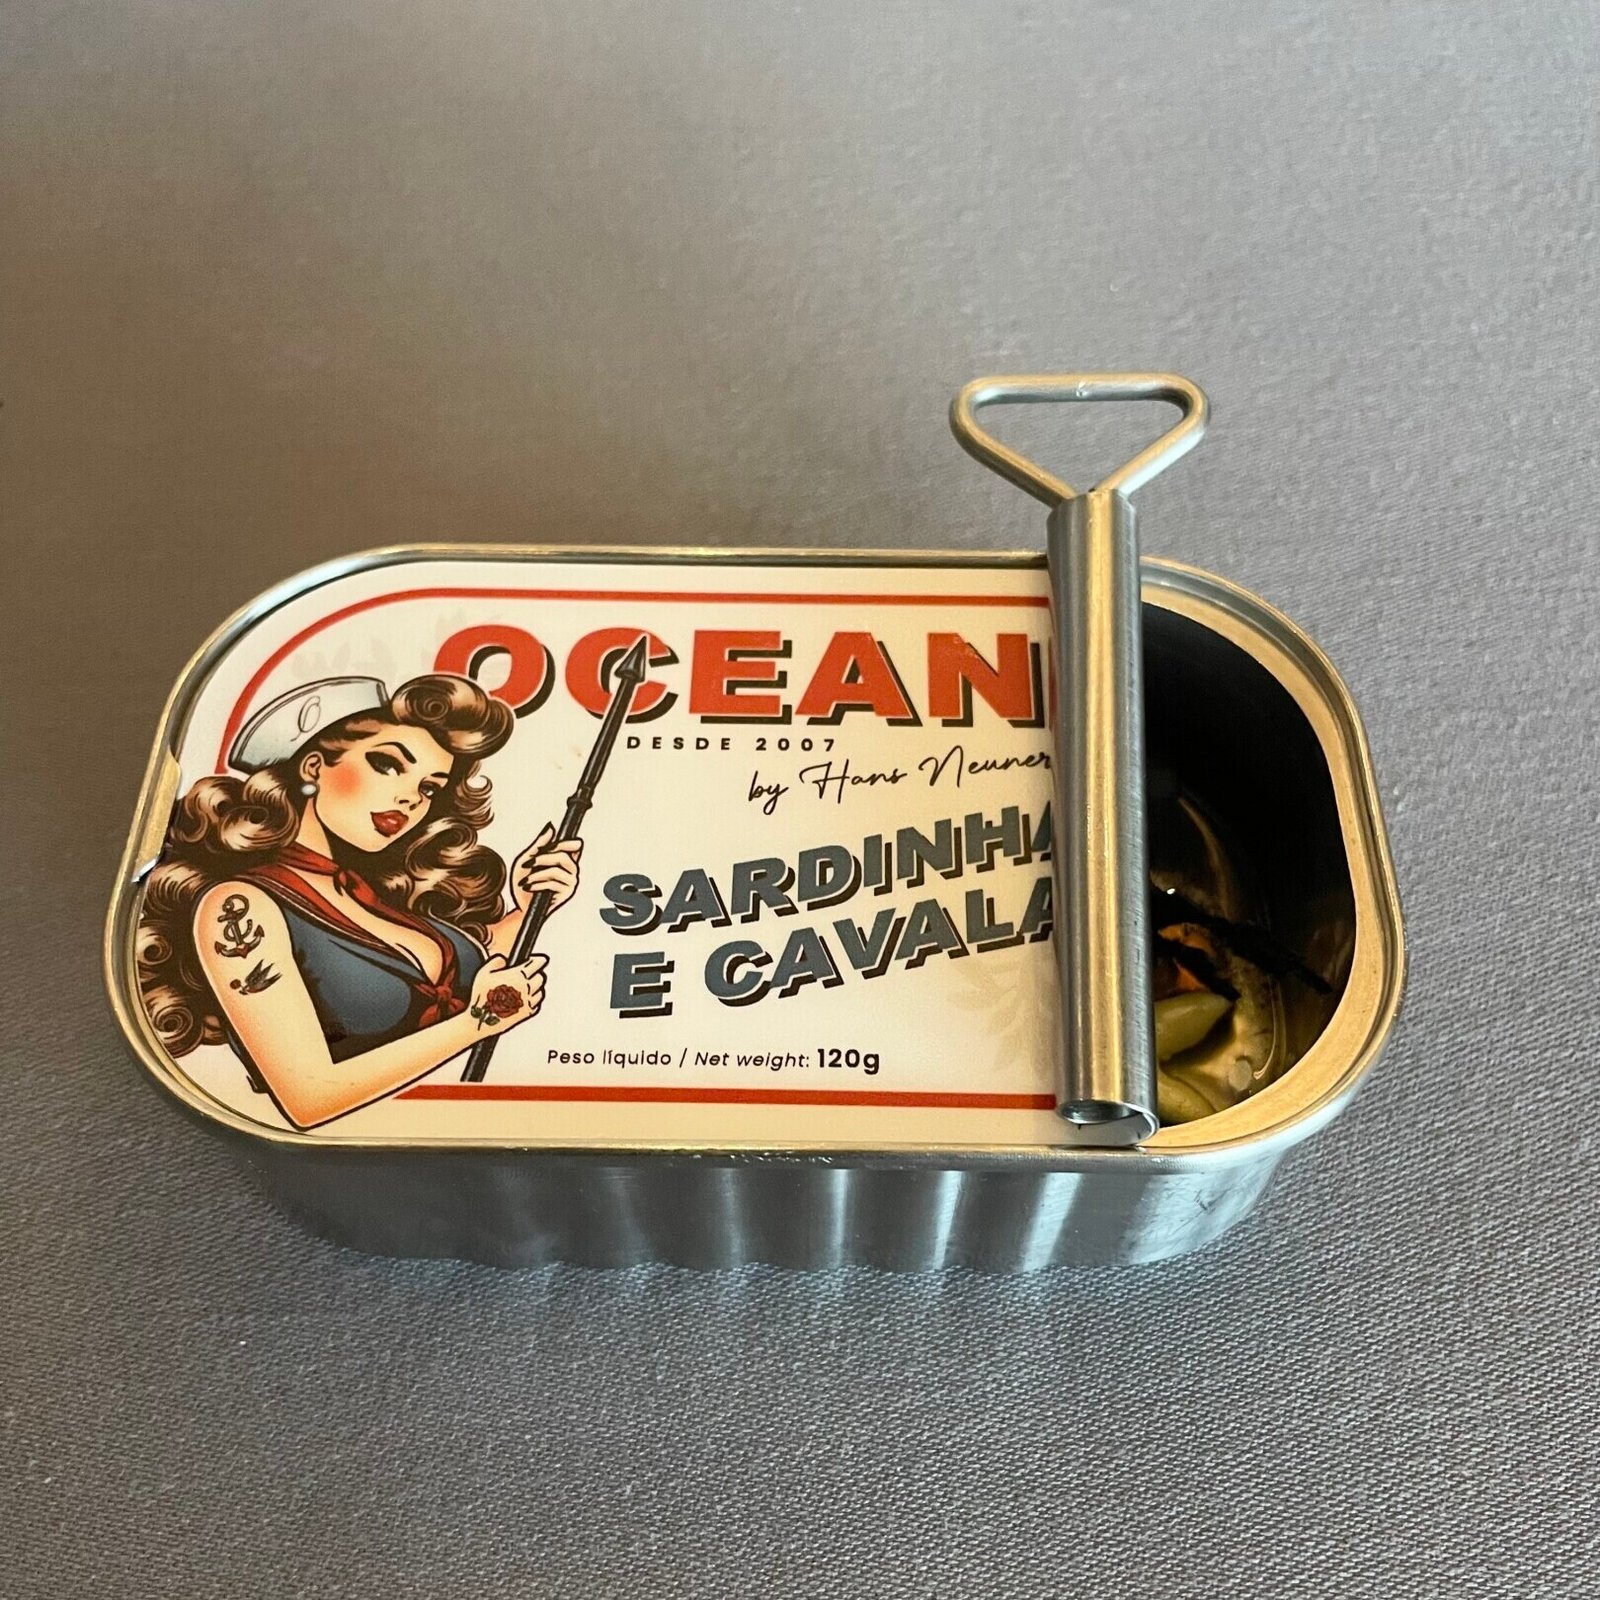 OCEAN
DESDE 2007
by Hans Neuner
SARDINHA
E CAVALA
Peso líquido / Net weight: 120g